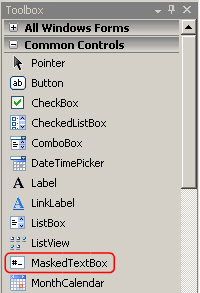 Toolbox
All Windows Forms
Common Controls
Pointer
Button
CheckBox
CheckedListBox
ComboBox
DateTimePicker
Label
LinkLabel
ListBox
ListView
MaskedTextBox
MonthCalendar